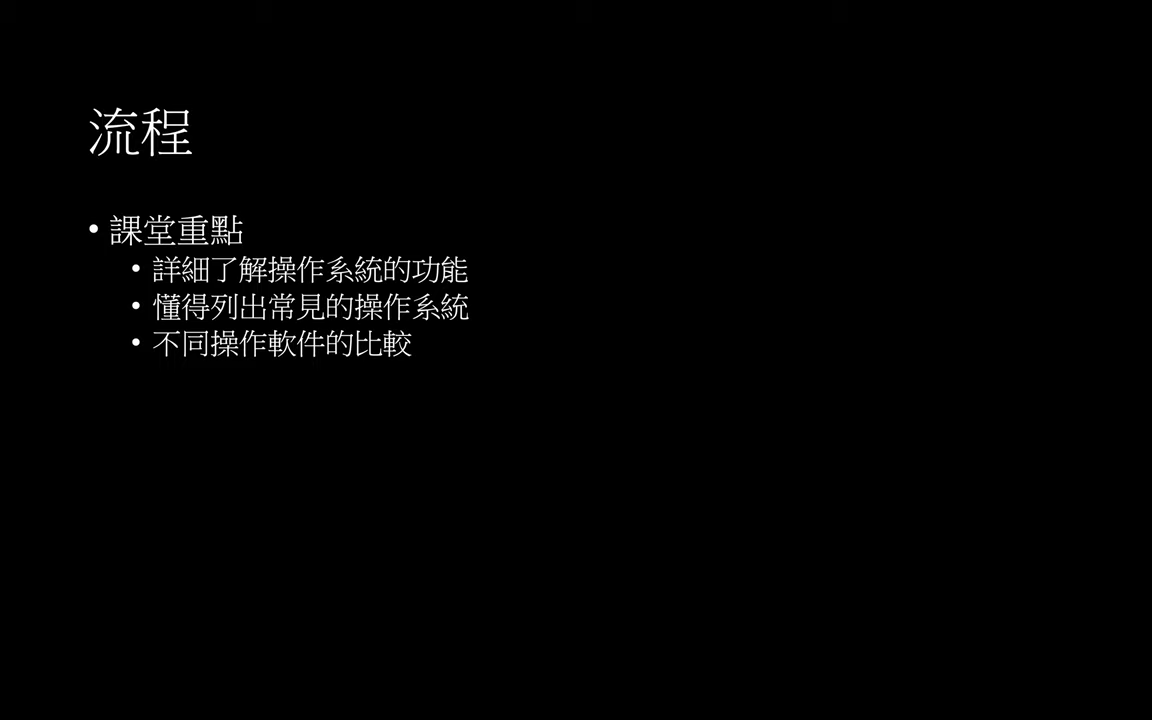 流程
• 課堂重點
• 詳細了解操作系統的功能
• 懂得列出常見的操作系統
• 不同操作軟件的比較